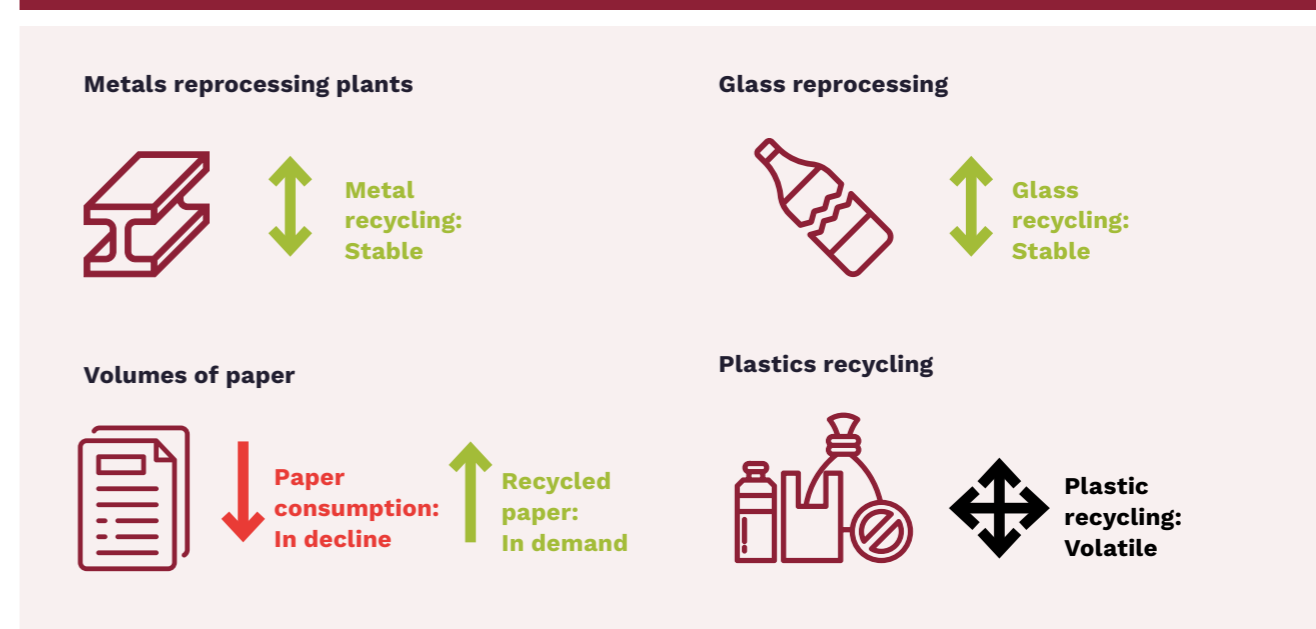 Metals reprocessing plants
Metal
recycling:
Stable
Glass reprocessing
Glass
recycling:
Stable
Volumes of paper
Paper
consumption:
In decline
Recycled
paper:
In demand
Plastics recycling
Plastic
recycling:
Volatile